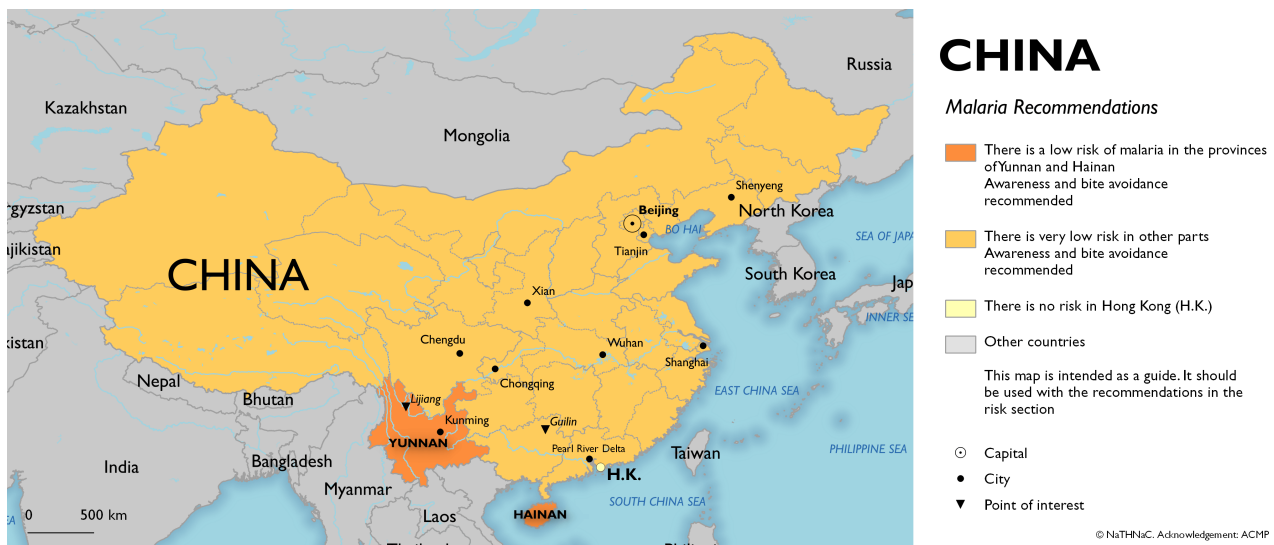 Russia
Kazakhstan
Mongolia
Shenyeng
rgyzstan
Beijing
North Korea
BO HAI
SEA OF JAPA
ajikistan
Tianjin
CHINA
South Korea
Jap
Xian
INNER SE
kistan
Chengdu
Wuhan
Shanghai
Nepal
Chongqing
EAST CHINA SEA
Bhutan
Lijiang
Kunming
Guilin
YUNNAN
Pearl River Delta
PHILIPPINE SEA
Taiwan
India
Bangladesh
H.K.
Myanmar
SOUTH CHINA SEA
0 500 km
Laos
HAINAN
EA
CHINA
Malaria Recommendations
There is a low risk of malaria in the provinces
of Yunnan and Hainan
Awareness and bite avoidance
recommended
There is very low risk in other parts
Awareness and bite avoidance
recommended
There is no risk in Hong Kong (H.K.)
Other countries
This map is intended as a guide. It should
be used with the recommendations in the
risk section
Capital
City
Point of interest
© NaTHNaC. Acknowledgement: ACMP